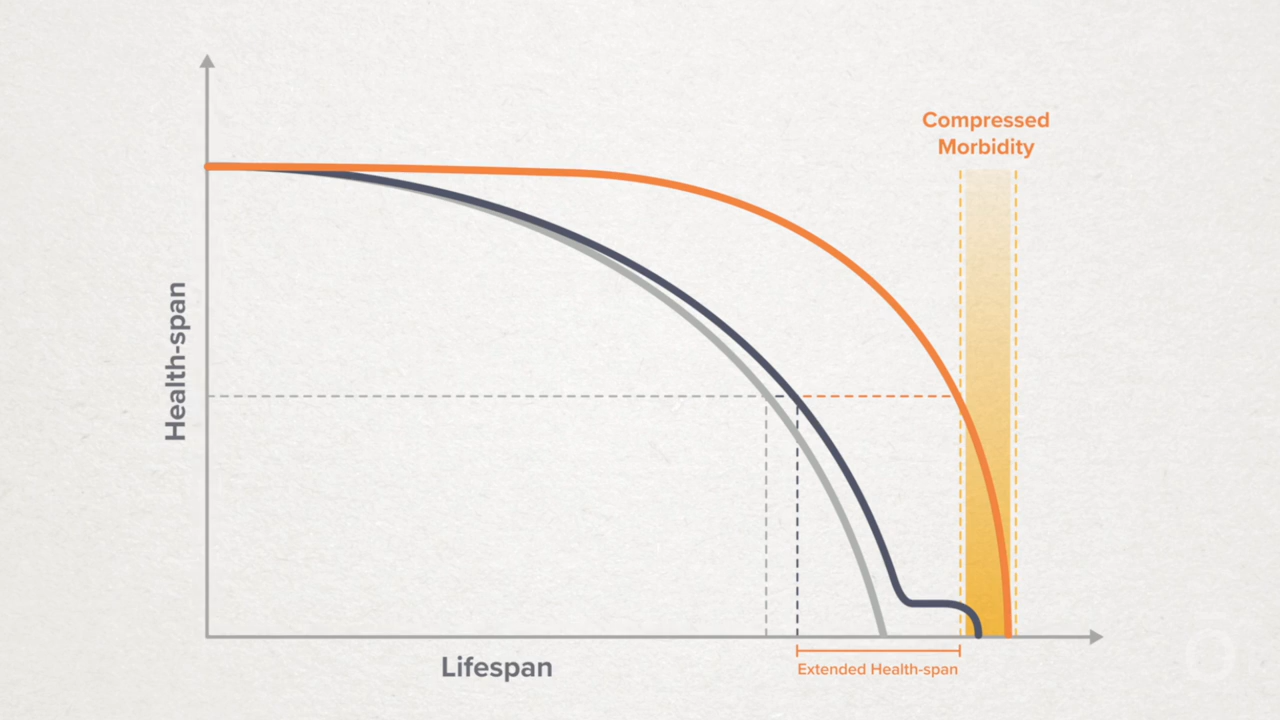 Compressed
Morbidity
Health-span
Lifespan
Extended Health-span